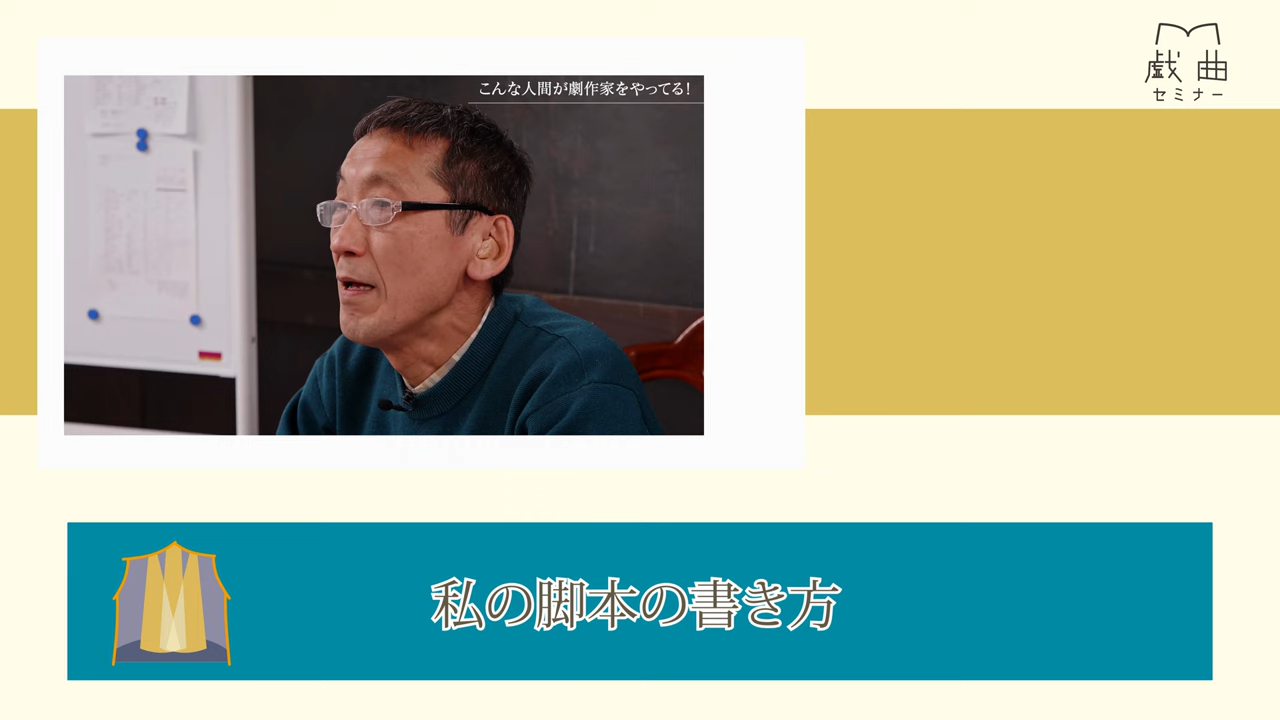 こんな人間が劇作家をやってる!
戯曲
セミナー
私の脚本の書き方